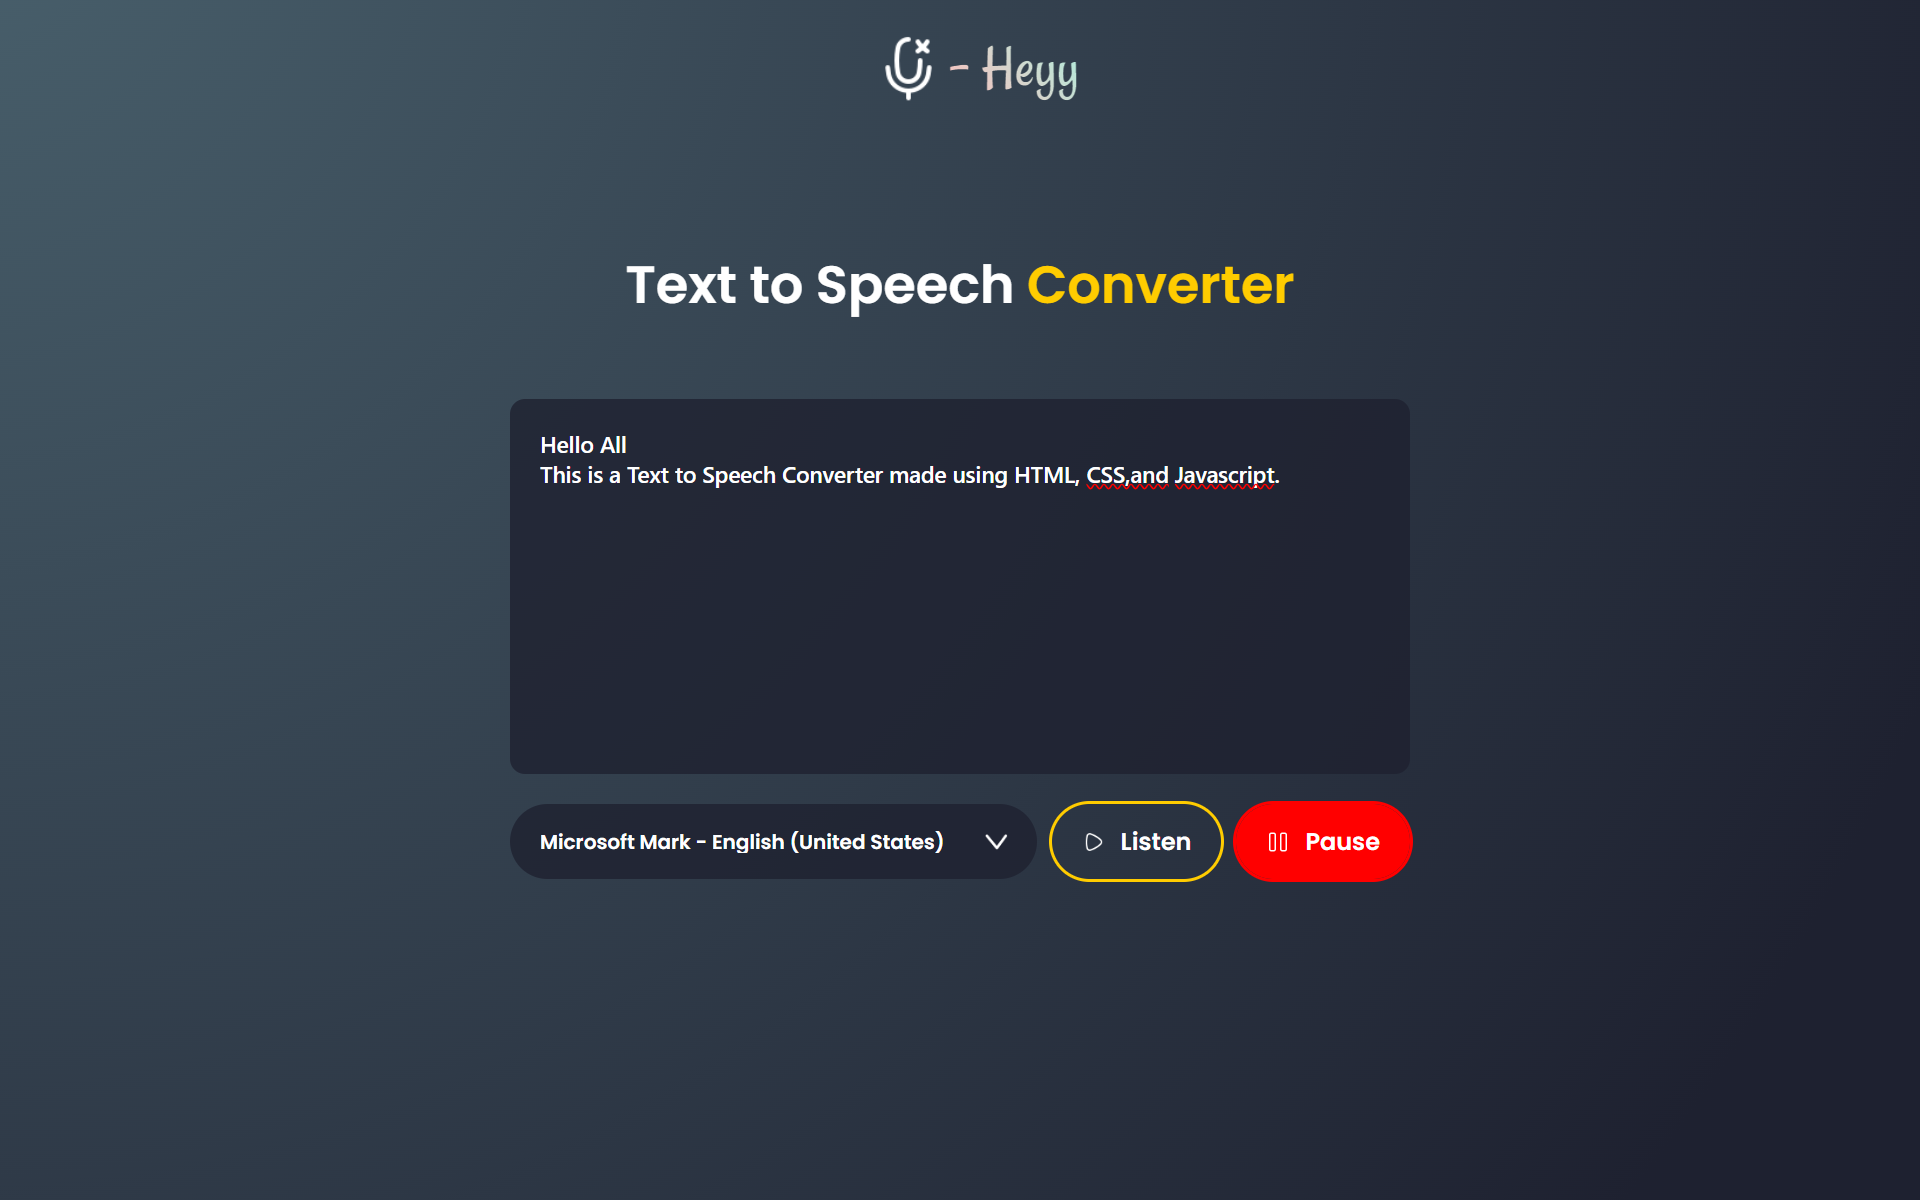 - Heyy
Text to Speech Converter
Hello All
This is a Text to Speech Converter made using HTML, CSS,and Javascript.
Microsoft Mark - English (United States)
Listen
Pause